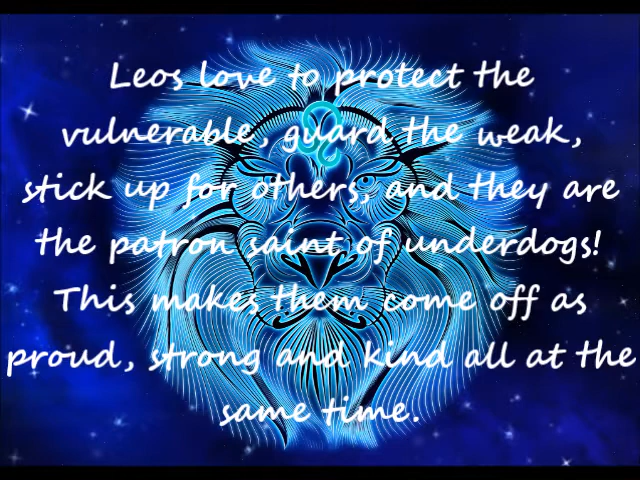 Leos love to protect the
vulnerable, guard the weak,
stick up for others, and they are
the patron saint of underdogs!
This makes them come off as
proud, strong and kind all at the
same time.